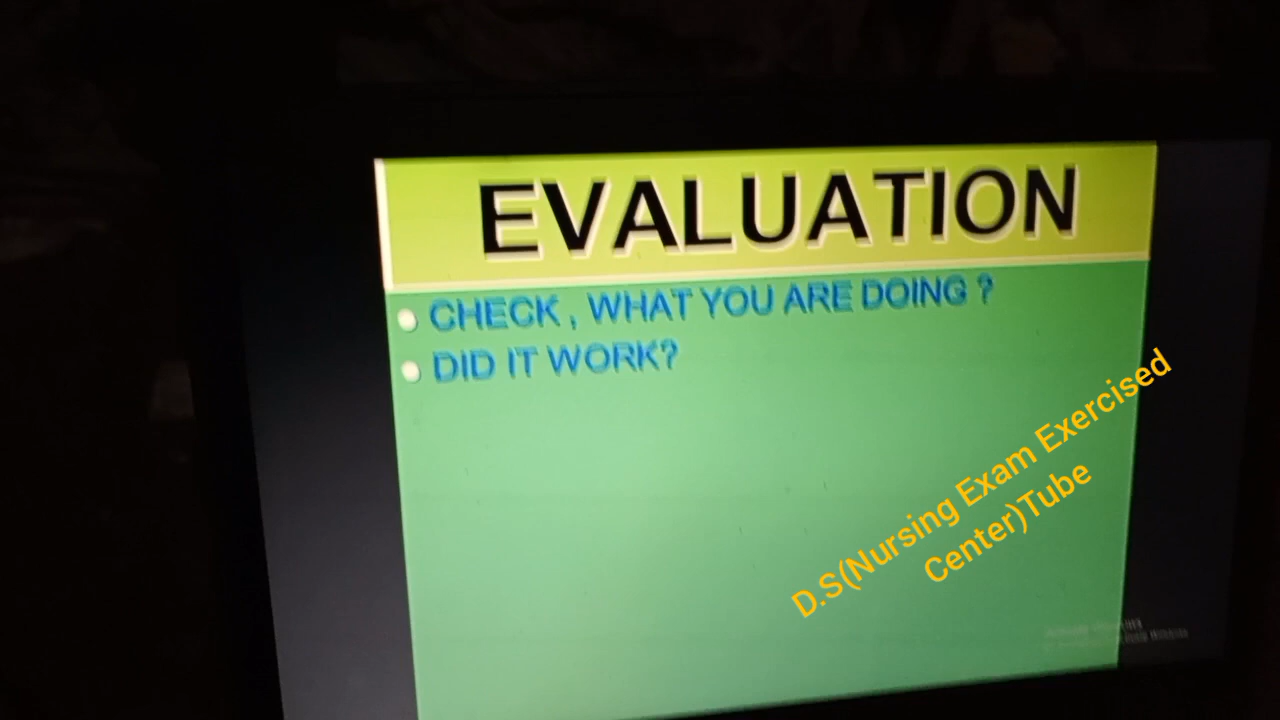 EVALUATION
CHECK , WHAT YOU ARE DOING ?
DID IT WORK?
D.S(Nursing Exam Exercised
Center)Tube